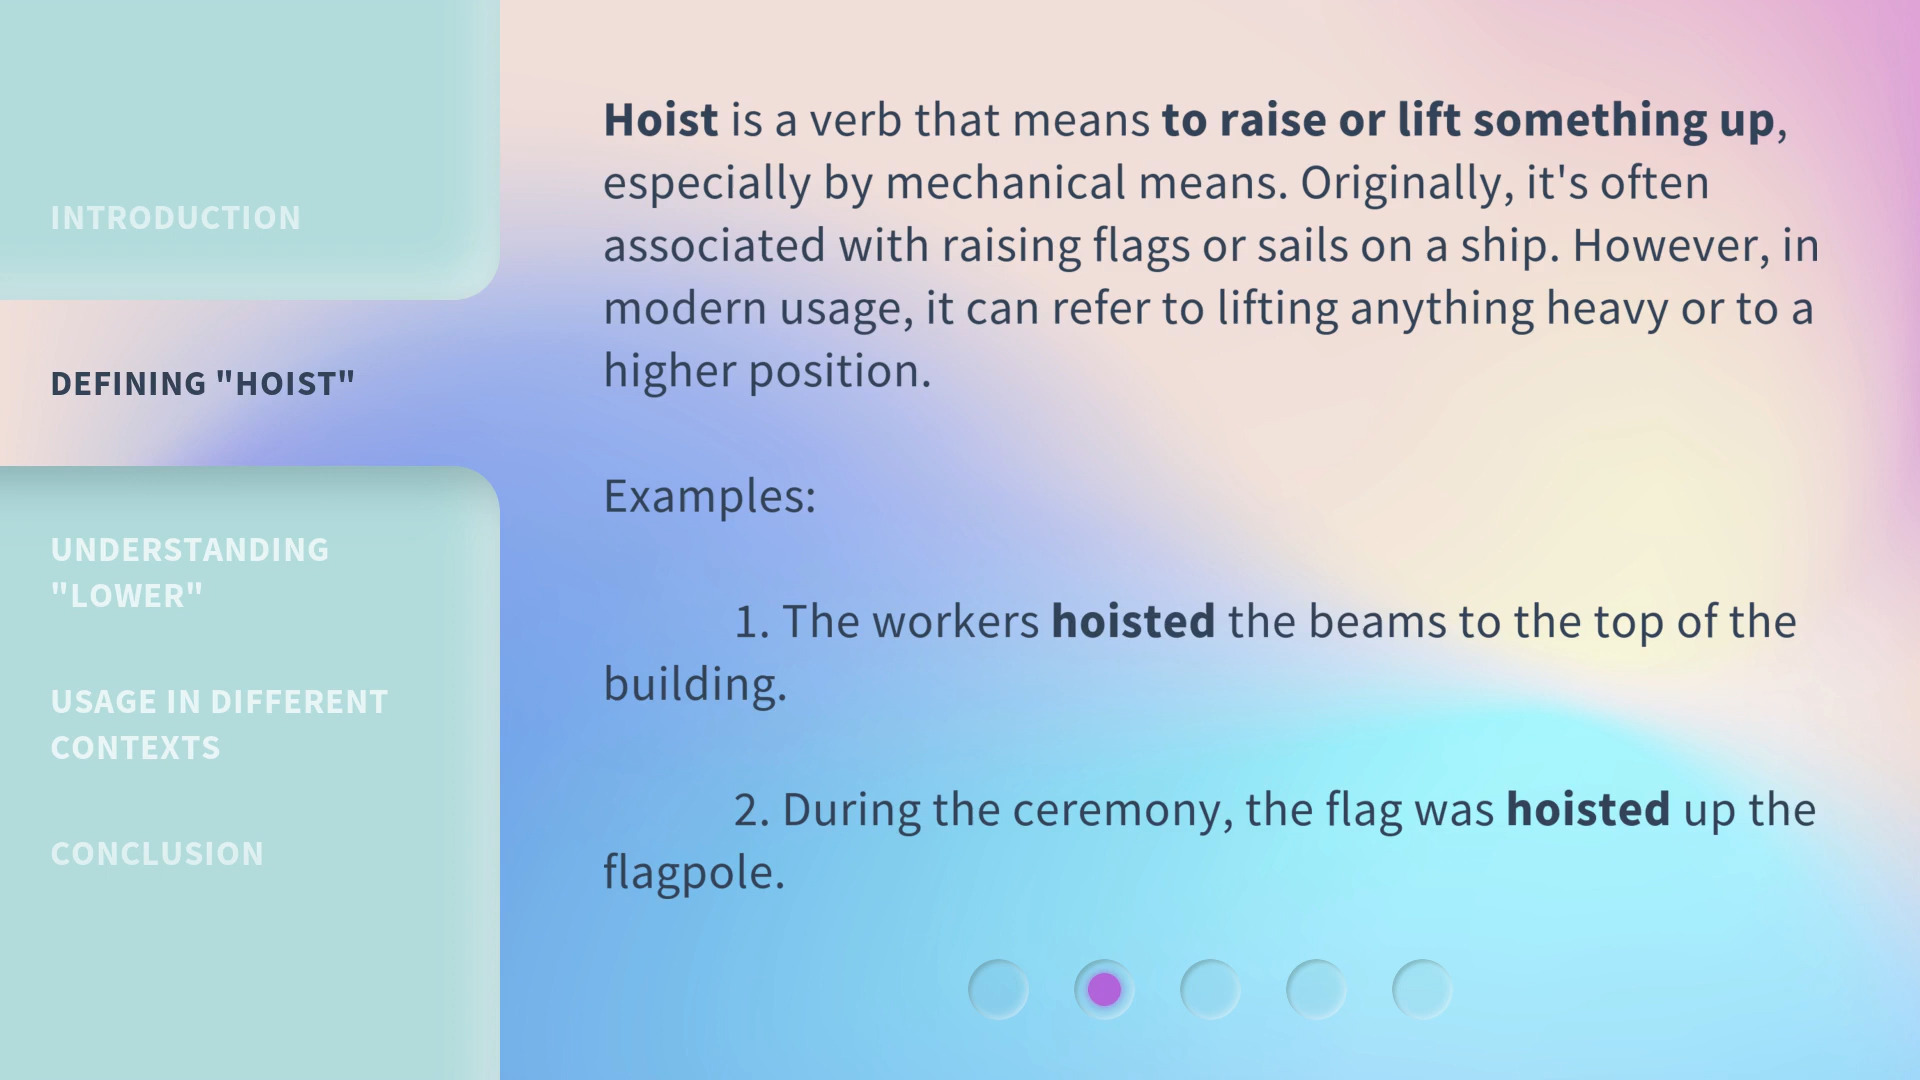 INTRODUCTION
DEFINING "HOIST"
UNDERSTANDING
"LOWER"
USAGE IN DIFFERENT
CONTEXTS
CONCLUSION
Hoist is a verb that means to raise or lift something up,
especially by mechanical means. Originally, it's often
associated with raising flags or sails on a ship. However, in
modern usage, it can refer to lifting anything heavy or to a
higher position.
Examples:
1. The workers hoisted the beams to the top of the
building.
2. During the ceremony, the flag was hoisted up the
flagpole.